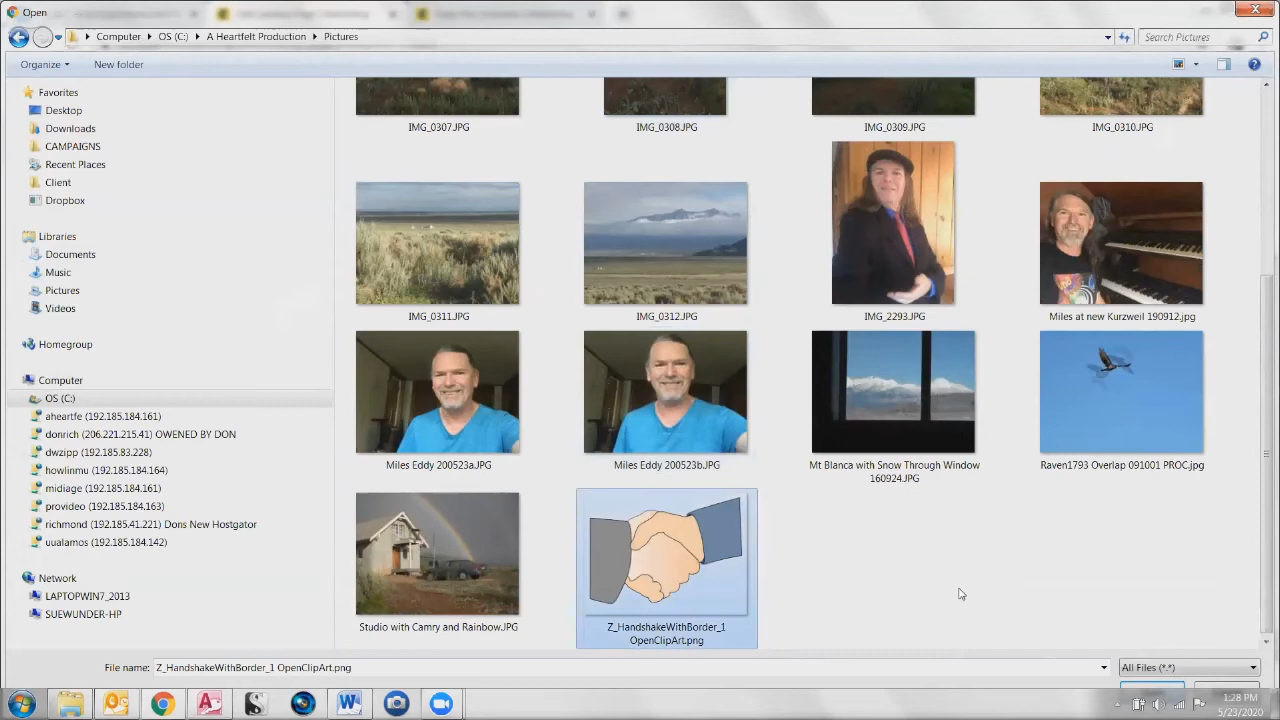 Open
Computer OS (C:) A Heartfelt Production Pictures
Search Pictures
Organize
New folder
Favorites
Desktop
Downloads
CAMPAIGNS
Recent Places
Client
Dropbox
Libraries
Documents
Music
Pictures
Videos
Homegroup
Computer
OS (C:)
aheartfe (192.185.184.161)
donrich (206.221.215.41) OWENED BY DON
dwzipp (192.185.83.228)
howlinmu (192.185.184.164)
midiage (192.185.184.161)
provideo (192.185.184.163)
richmond (192.185.41.221) Dons New Hostgator
uualamos (192.185.184.142)
Network
LAPTOPWIN7_2013
SUEWUNDER-HP
IMG_0307.JPG
IMG_0308.JPG
IMG_0309.JPG
IMG_0310.JPG
IMG_0311.JPG
IMG_0312.JPG
IMG_2293.JPG
Miles at new Kurzweil 190912.jpg
Miles Eddy 200523a.JPG
Miles Eddy 200523b.JPG
Mt Blanca with Snow Through Window
160924.JPG
Raven1793 Overlap 091001 PROC.jpg
Studio with Camry and Rainbow.JPG
Z_HandshakeWithBorder_1
OpenClipArt.png
File name: Z_HandshakeWithBorder_1 OpenClipArt.png
All Files (*.*)
1:28 PM
5/29/2020